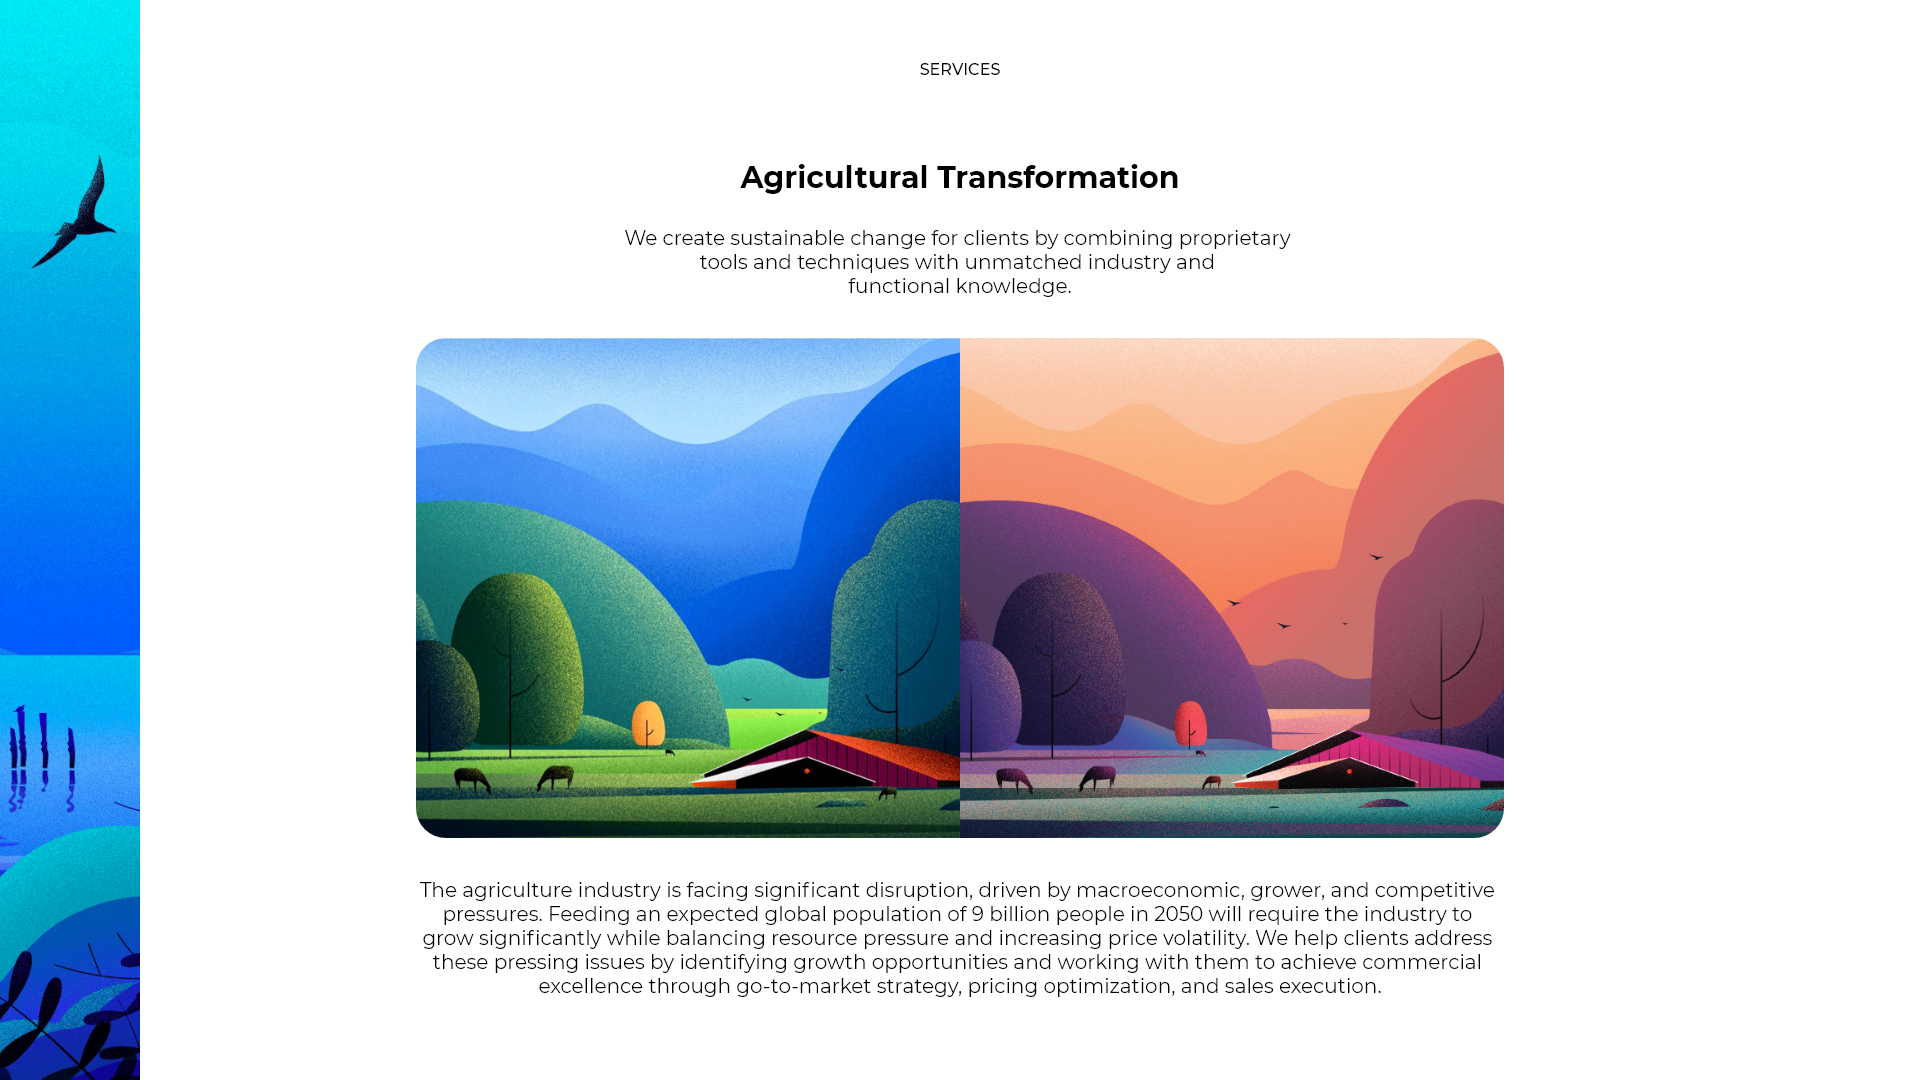 SERVICES
Agricultural Transformation
We create sustainable change for clients by combining proprietary
tools and techniques with unmatched industry and
functional knowledge.
The agriculture industry is facing significant disruption, driven by macroeconomic, grower, and competitive
pressures. Feeding an expected global population of 9 billion people in 2050 will require the industry to
grow significantly while balancing resource pressure and increasing price volatility. We help clients address
these pressing issues by identifying growth opportunities and working with them to achieve commercial
excellence through go-to-market strategy, pricing optimization, and sales execution.